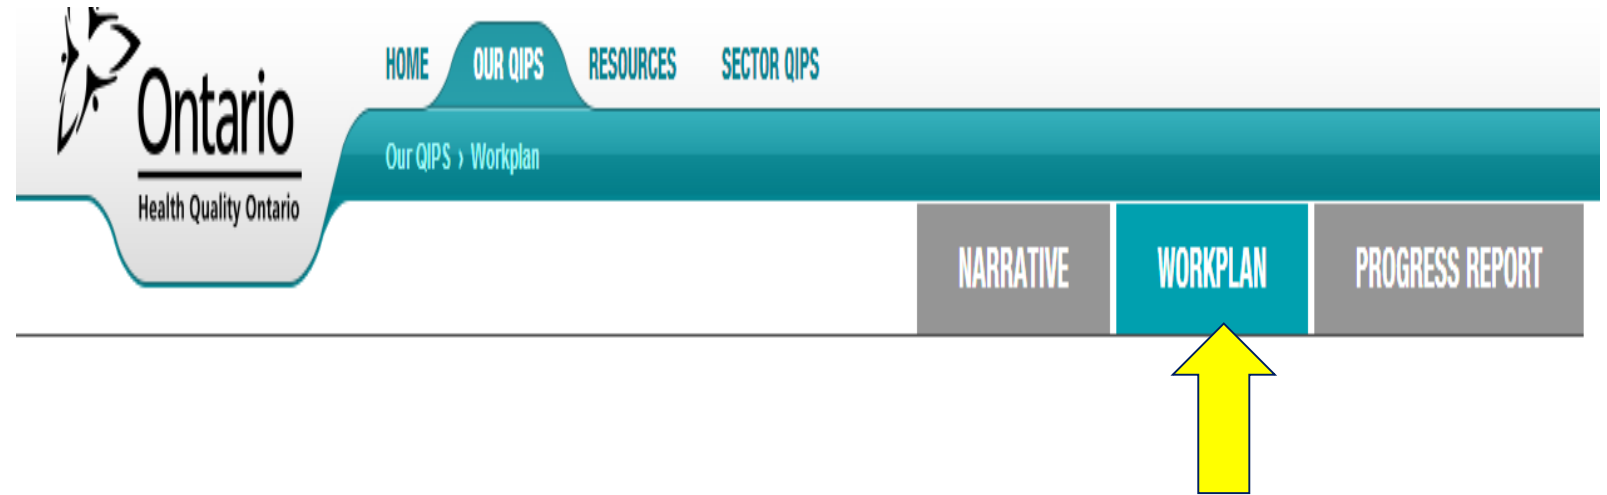 HOME OUR QIPS RESOURCES SECTOR QIPS
Ontario
Health Quality Ontario
Our QIPS › Workplan
NARRATIVE WORKPLAN PROGRESS REPORT